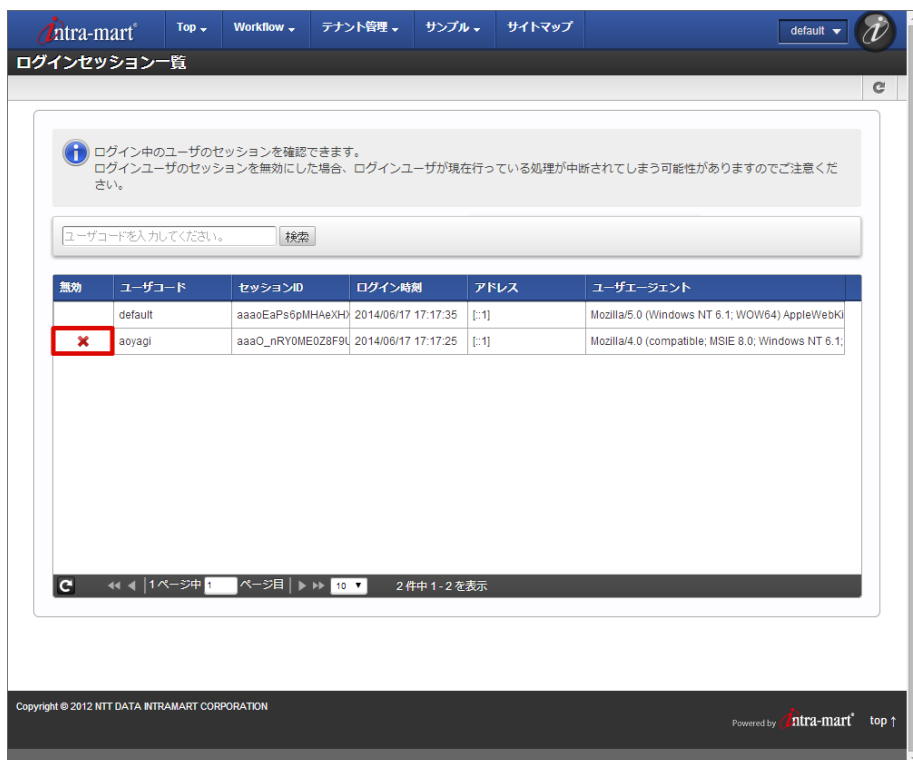 intra-mart® Top Workflow テナント管理 サンプル サイトマップ default
ログインセッション一覧
ログイン中のユーザのセッションを確認できます。
ログインユーザのセッションを無効にした場合、ログインユーザが現在行っている処理が中断されてしまう可能性がありますのでご注意くだ
さい。
ユーザコードを入力してください。 検索
無効 ユーザコード セッションID ログイン時刻 アドレス ユーザエージェント
default aaaoEaPs6pMHAeXH 2014/06/17 17:17:35 [::1] Mozilla/5.0 (Windows NT 6.1; WOW64) AppleWebKi
aoyagi aaaO_nRY0ME0Z8F9U 2014/06/17 17:17:25 [::1] Mozilla/4.0 (compatible; MSIE 8.0; Windows NT 6.1;
1ページ中 1 ページ目 10 2 件中 1 - 2 を表示
Copyright © 2012 NTT DATA INTRAMART CORPORATION
Powered by intra-mart® top ↑